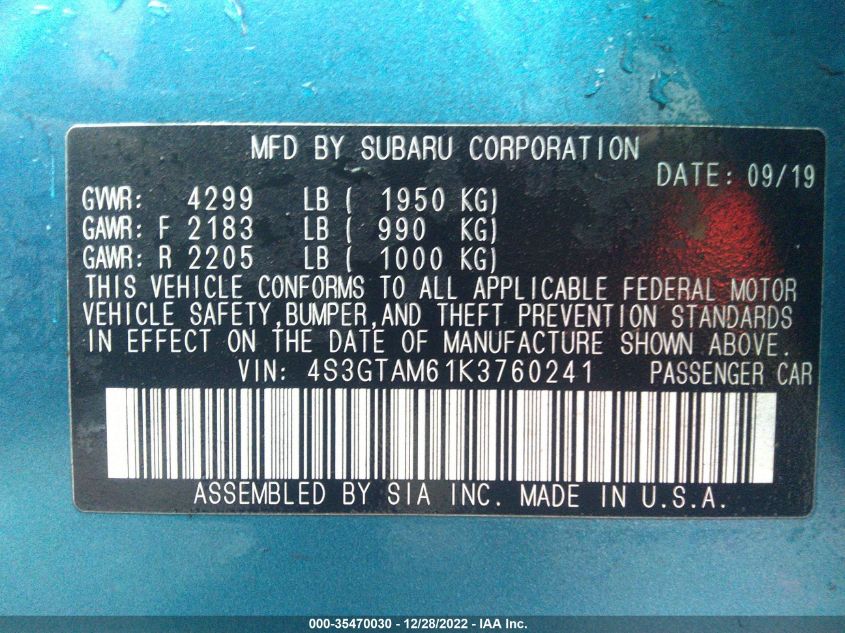 MFD BY SUBARU CORPORATION
DATE: 09/19
GVWR: 4299 LB ( 1950 KG)
GAWR: F 2183 LB ( 990 KG)
GAWR: R 2205 LB ( 1000 KG)
THIS VEHICLE CONFORMS TO ALL APPLICABLE FEDERAL MOTOR
VEHICLE SAFETY,BUMPER,AND THEFT PREVENTION STANDARDS
IN EFFECT ON THE DATE OF MANUFACTURE SHOWN ABOVE.
VIN: 4S3GTAM61K3760241 PASSENGER CAR
ASSEMBLED BY SIA INC. MADE IN U.S.A.
000-35470030 - 12/28/2022 - IAA Inc.